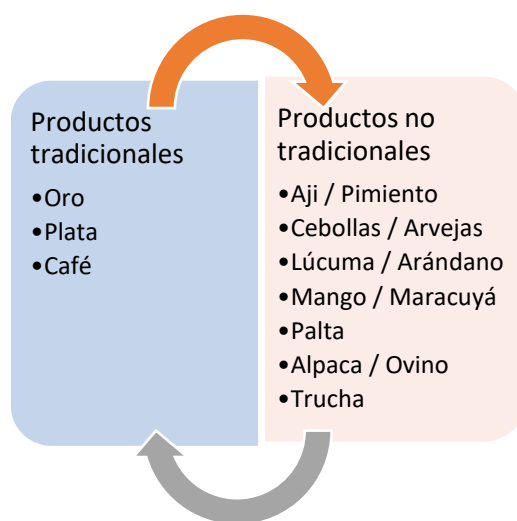 Productos
tradicionales
•Oro
•Plata
•Café
Productos no
tradicionales
•Aji / Pimiento
•Cebollas / Arvejas
•Lúcuma / Arándano
•Mango / Maracuyá
•Palta
•Alpaca / Ovino
•Trucha